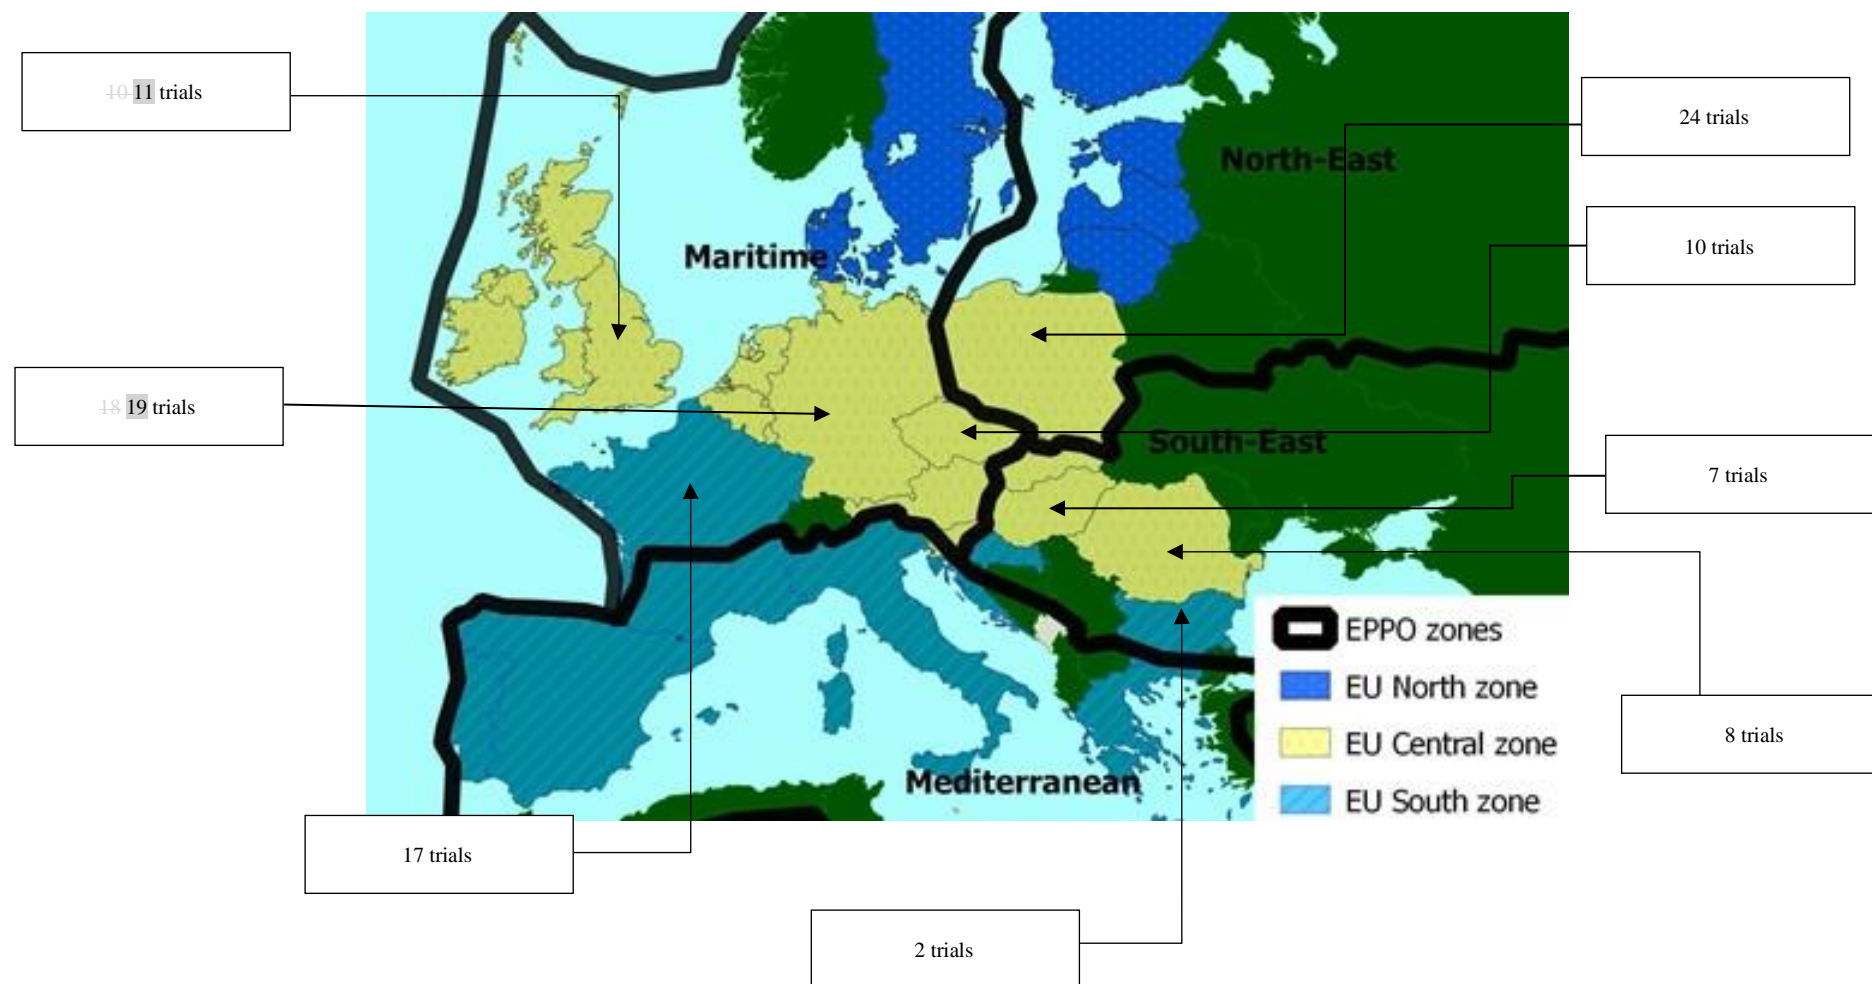 10 11 trials
24 trials
North-East
10 trials
Maritime
18 19 trials
South-East
7 trials
EPPO zones
EU North zone
8 trials
EU Central zone
Mediterranean
EU South zone
17 trials
2 trials